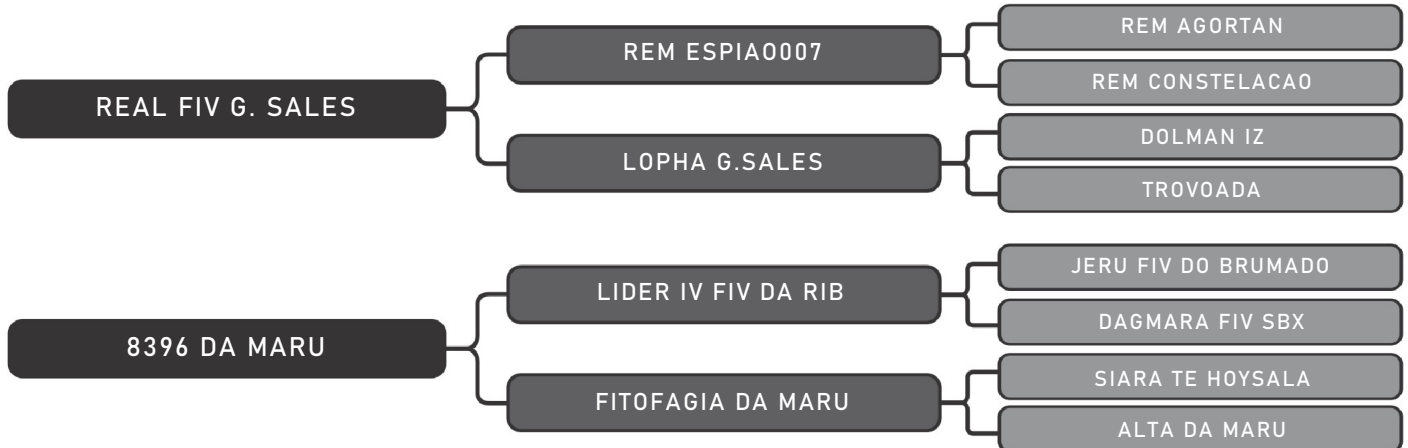 REM AGORTAN
REM ESPIAO007
REM CONSTELACAO
REAL FIV G. SALES
DOLMAN IZ
LOPHA G.SALES
TROVOADA
JERU FIV DO BRUMADO
LIDER IV FIV DA RIB
DAGMARA FIV SBX
8396 DA MARU
SIARA TE HOYSALA
FITOFAGIA DA MARU
ALTA DA MARU